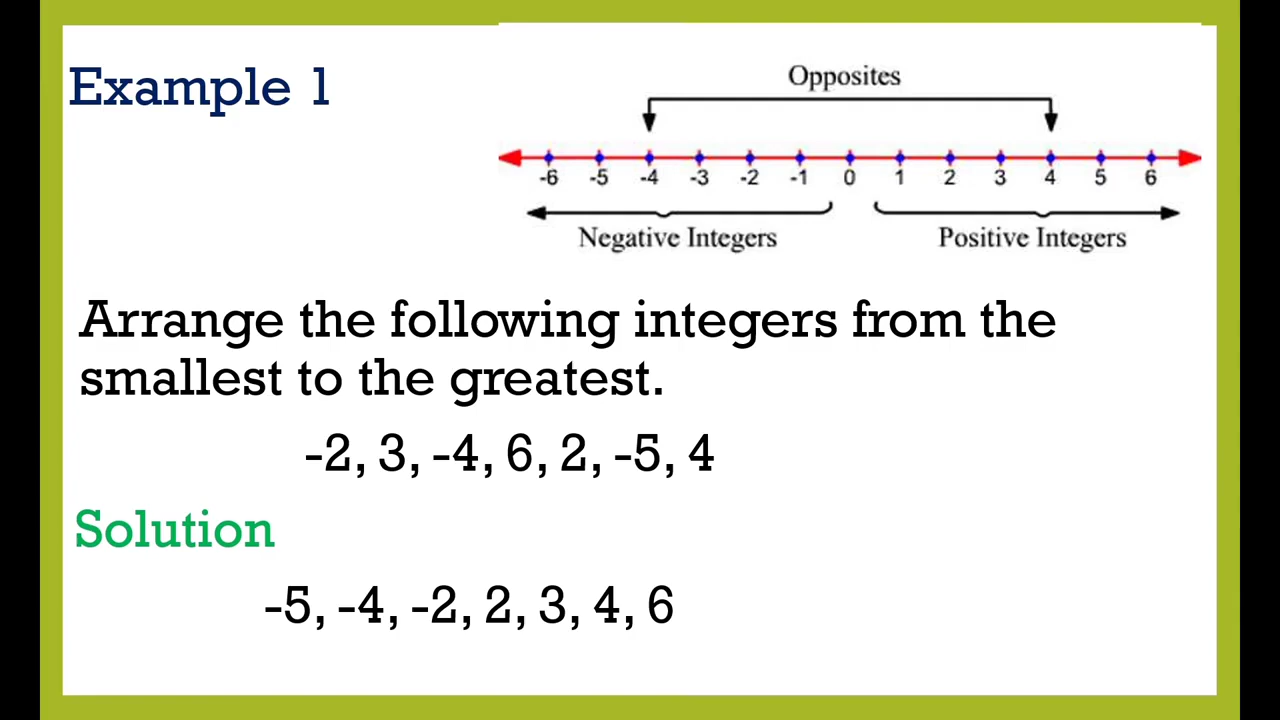 Example 1
Opposites
-6 -5 -4 -3 -2 -1 0 1 2 3 4 5 6
Negative Integers Positive Integers
Arrange the following integers from the
smallest to the greatest.
-2, 3, -4, 6, 2, -5, 4
Solution
-5, -4, -2, 2, 3, 4, 6